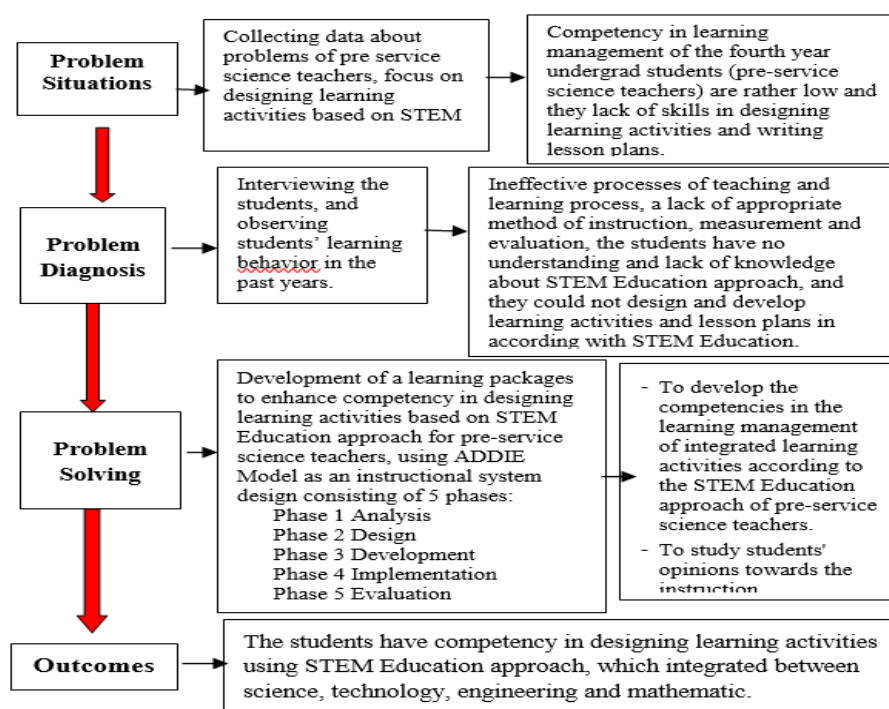 Problem
Situations
Collecting data about
problems of pre service
science teachers, focus on
designing learning
activities based on STEM
Competency in learning
management of the fourth year
undergrad students (pre-service
science teachers) are rather low and
they lack of skills in designing
learning activities and writing
lesson plans.
Problem
Diagnosis
Interviewing the
students, and
observing
students' learning
behavior in the
past years.
Ineffective processes of teaching and
learning process, a lack of appropriate
method of instruction, measurement and
evaluation, the students have no
understanding and lack of knowledge
about STEM Education approach, and
they could not design and develop
learning activities and lesson plans in
according with STEM Education.
Problem
Solving
Development of a learning packages
to enhance competency in designing
learning activities based on STEM
Education approach for pre-service
science teachers, using ADDIE
Model as an instructional system
design consisting of 5 phases:
Phase 1 Analysis
Phase 2 Design
Phase 3 Development
Phase 4 Implementation
Phase 5 Evaluation
- To develop the
competencies in the
learning management
of integrated learning
activities according to
the STEM Education
approach of pre-service
science teachers.
- To study students'
opinions towards the
instruction
Outcomes
The students have competency in designing learning activities
using STEM Education approach, which integrated between
science, technology, engineering and mathematic.